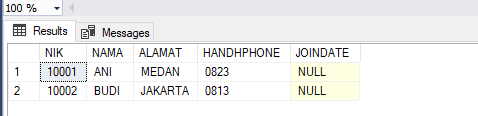 100 %
Results Messages
NIK NAMA ALAMAT HANDHPHONE JOINDATE
1 10001 ANI MEDAN 0823 NULL
2 10002 BUDI JAKARTA 0813 NULL